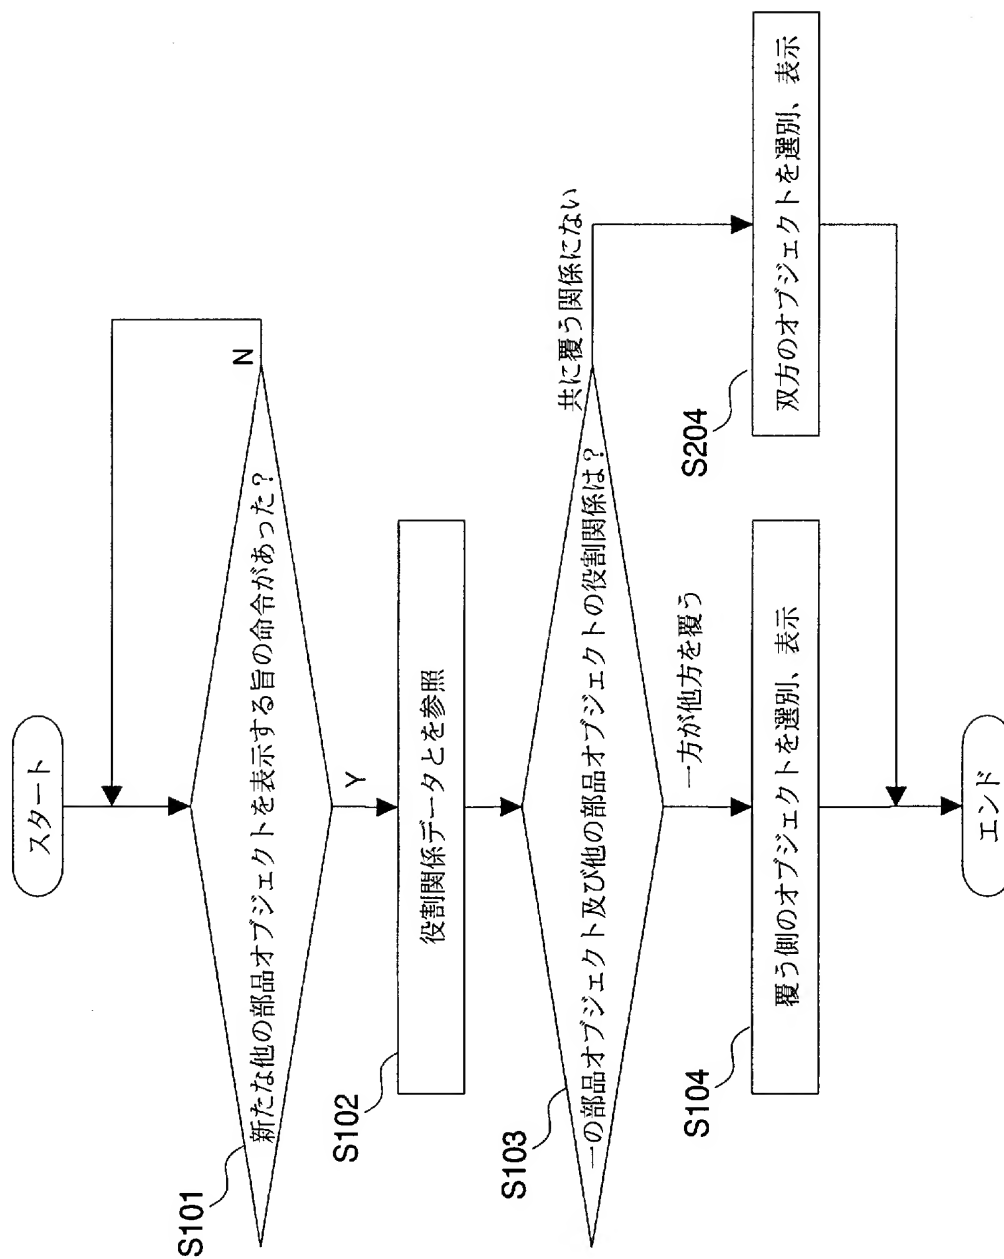 スタート
S101
新たな他の部品オブジェクトを表示する旨の命令があった？
N
Y
S102
役割関係データとを参照
S103
一の部品オブジェクト及び他の部品オブジェクトの役割関係は？
共に覆う関係にない
一方が他方を覆う
S104
覆う側のオブジェクトを選別、表示
S204
双方のオブジェクトを選別、表示
エンド